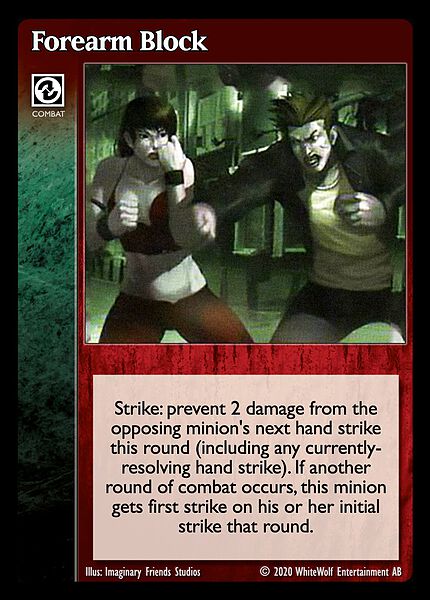 Forearm Block
COMBAT
Strike: prevent 2 damage from the
opposing minion's next hand strike
this round (including any currently-
resolving hand strike). If another
round of combat occurs, this minion
gets first strike on his or her initial
strike that round.
Illus: Imaginary Friends Studios
© 2020 WhiteWolf Entertainment AB